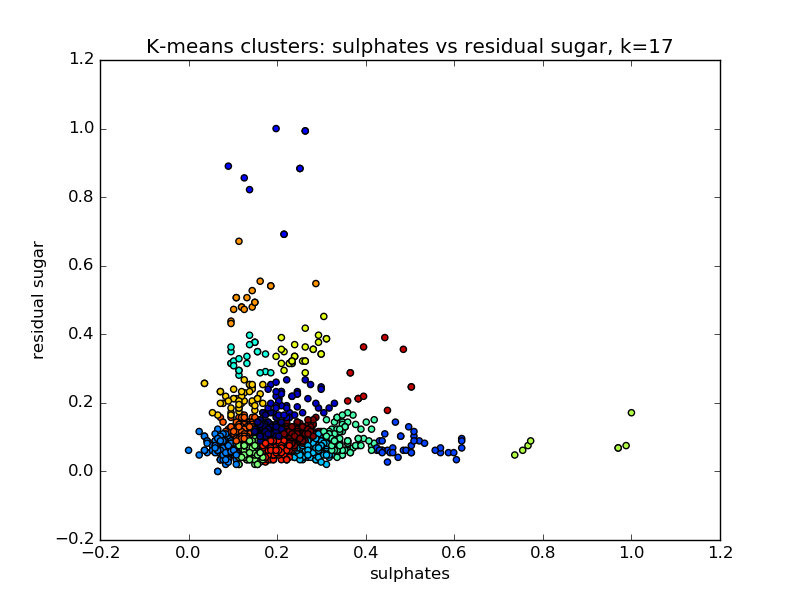 K-means clusters: sulphates vs residual sugar, k=17
1.2
1.0
0.8
0.6
0.4
0.2
0.0
−0.2
residual sugar
−0.2 0.0 0.2 0.4 0.6 0.8 1.0 1.2
sulphates